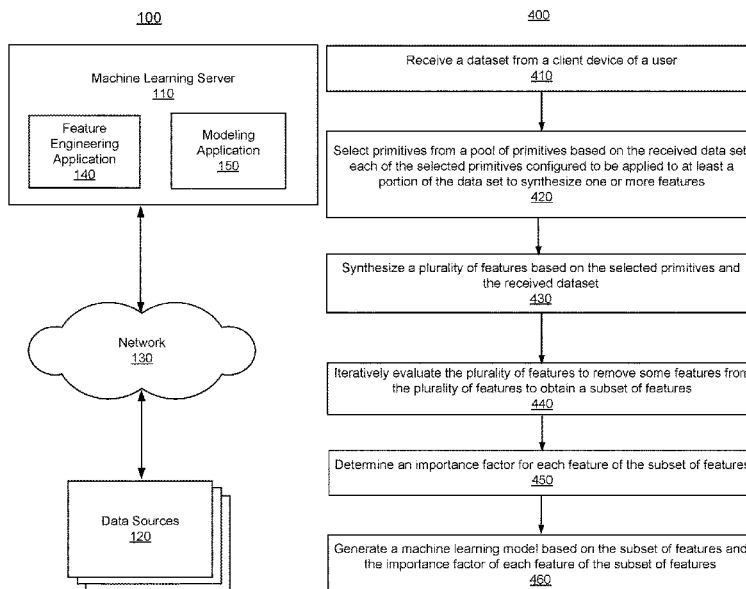 100
Machine Learning Server
110
Feature
Engineering
Application
140
Modeling
Application
150
Network
130
Data Sources
120
400
Receive a dataset from a client device of a user
410
Select primitives from a pool of primitives based on the received data set,
each of the selected primitives configured to be applied to at least a
portion of the data set to synthesize one or more features
420
Synthesize a plurality of features based on the selected primitives and
the received dataset
430
Iteratively evaluate the plurality of features to remove some features from
the plurality of features to obtain a subset of features
440
Determine an importance factor for each feature of the subset of features
450
Generate a machine learning model based on the subset of features and
the importance factor of each feature of the subset of features
460